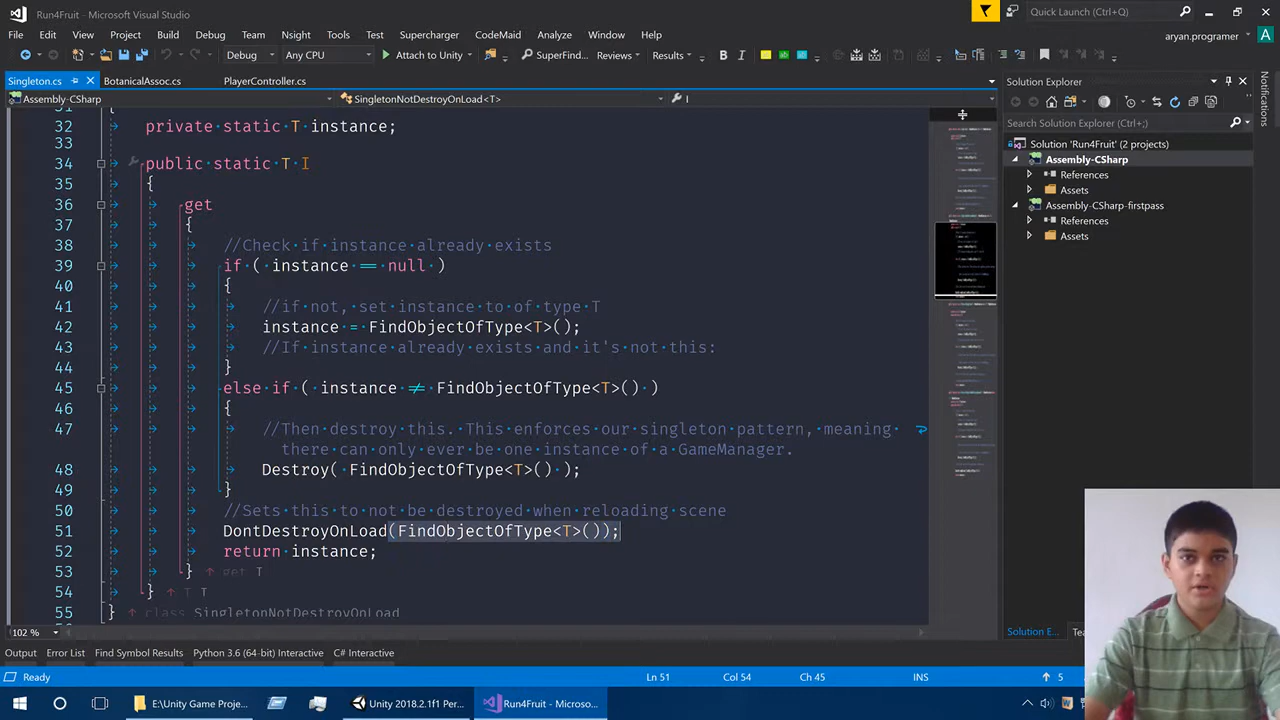 Run4Fruit - Microsoft Visual Studio
Quick Launch (Ctrl+Q)
File Edit View Project Build Debug Team Nsight Tools Test Supercharger CodeMaid Analyze Window Help
aryan.programer A
Debug Any CPU Attach to Unity SuperFind Reviews B I Results
Singleton.cs BotanicalAssoc.cs PlayerController.cs
Solution Explorer
Assembly-CSharp SingletonNotDestroyOnLoad<T> I
Search Solution Explorer (Ctrl+;)
Solution 'Run4Fruit' (2 projects)
Assembly-CSharp
References
Assets
Assembly-CSharp-firstpass
References
Assets
Notifications
32 private static T instance;
33
34 public static T I
35 {
36 get
37
38 //Check if instance already exists
39 if instance == null )
40 {
41 if not, set instance to of type T
42 instance = FindObjectOfType<T>();
43 If instance already exists and it's not this:
44 }
45 else ( instance ≠ FindObjectOfType<T>() )
46 {
47 /Then destroy this. This enforces our singleton pattern, meaning
here can only ever be one instance of a GameManager.
48 troy( FindObjectOfType<T>() );
49 }
50 //Sets this to not be destroyed when reloading scene
51 DontDestroyOnLoad(FindObjectOfType<T>());
52 return instance;
53 } ↑ get T
54 } ↑ T T
55 } ↑ class SingletonNotDestroyOnLoad
102 %
Solution E... Te
Output Error List Find Symbol Results Python 3.6 (64-bit) Interactive C# Interactive
Ready Ln 51 Col 54 Ch 45 INS ↑ 5
E:\Unity Game Proje... Unity 2018.2.1f1 Per... Run4Fruit - Microso...